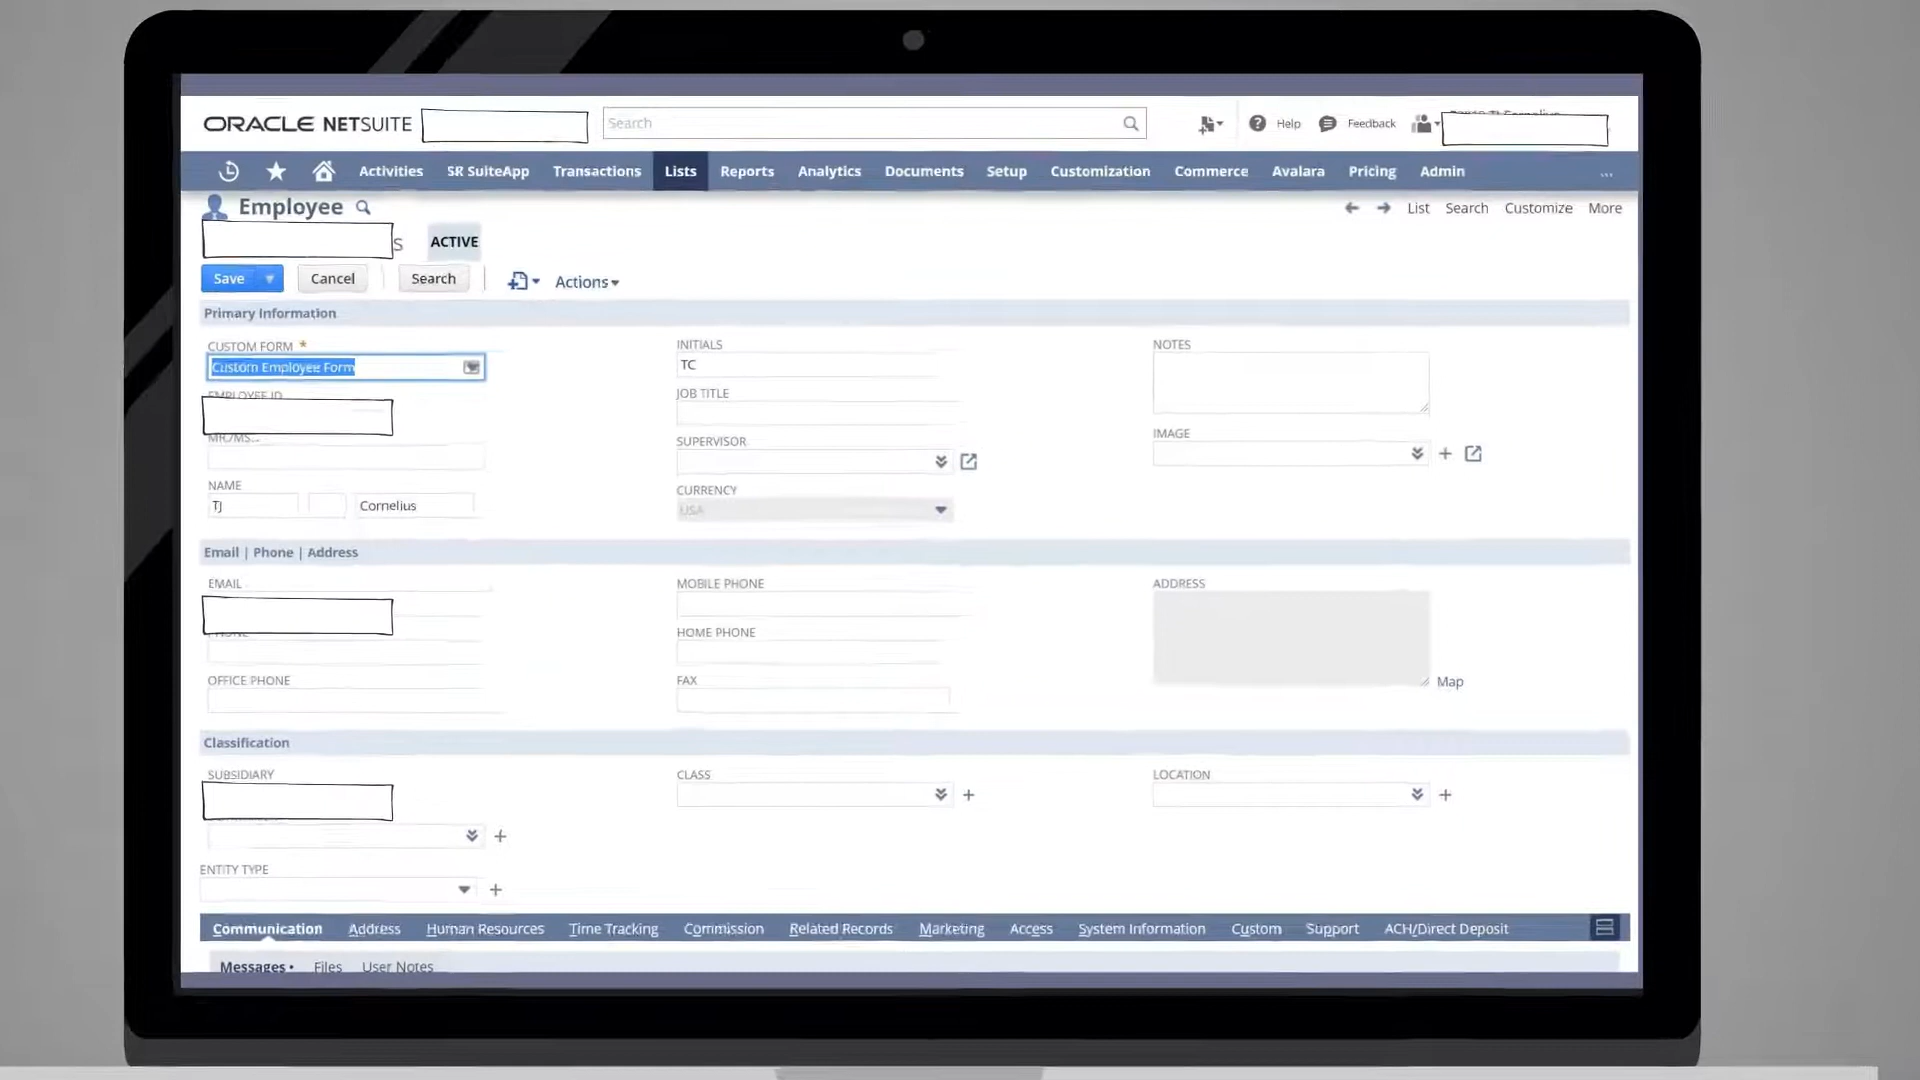 ORACLE NETSUITE
Search
Help
Feedback
Activities SR SuiteApp Transactions Lists Reports Analytics Documents Setup Customization Commerce Avalara Pricing Admin ...
Employee
List Search Customize More
S
ACTIVE
Save Cancel Search Actions
Primary Information
CUSTOM FORM *
Custom Employee Form
EMPLOYEE ID
MR./MS...
NAME
TJ Cornelius
INITIALS
TC
JOB TITLE
SUPERVISOR
CURRENCY
USA
NOTES
IMAGE
Email | Phone | Address
EMAIL
PHONE
OFFICE PHONE
MOBILE PHONE
HOME PHONE
FAX
ADDRESS
Map
Classification
SUBSIDIARY
CLASS
LOCATION
ENTITY TYPE
Communication Address Human Resources Time Tracking Commission Related Records Marketing Access System Information Custom Support ACH/Direct Deposit
Messages • Files User Notes